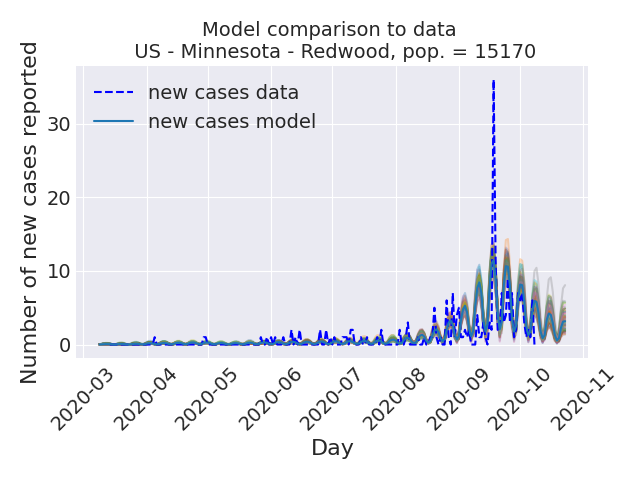 Model comparison to data
US - Minnesota - Redwood, pop. = 15170
Number of new cases reported
new cases data
new cases model
30
20
10
0
2020-03
2020-04
2020-05
2020-06
2020-07
2020-08
2020-09
2020-10
2020-11
Day